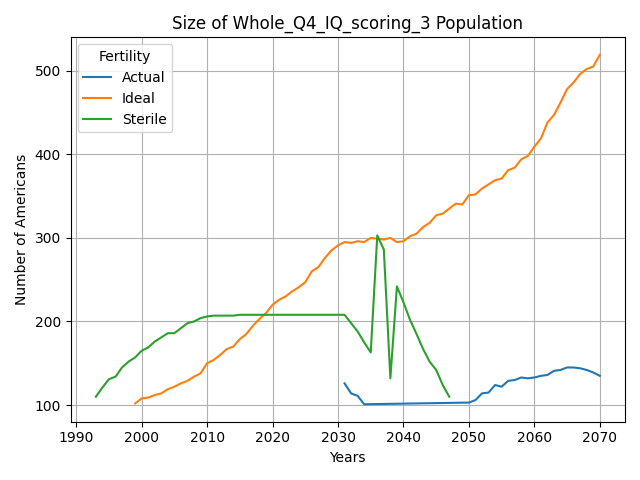 Size of Whole_Q4_IQ_scoring_3 Population
Fertility
Actual
Ideal
Sterile
Number of Americans
500
400
300
200
100
1990 2000 2010 2020 2030 2040 2050 2060 2070
Years